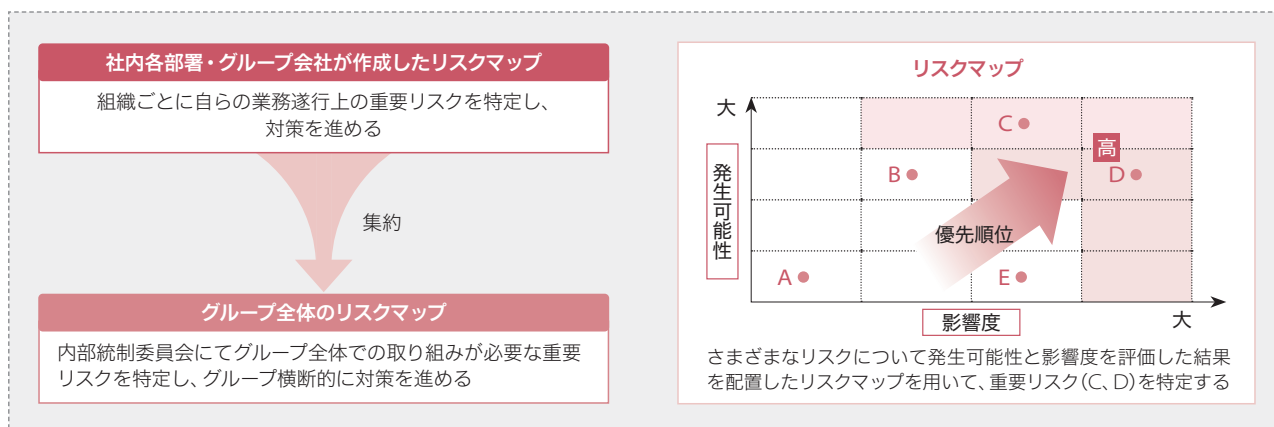 社内各部署・グループ会社が作成したリスクマップ
組織ごとに自らの業務遂行上の重要リスクを特定し、
対策を進める
集約
グループ全体のリスクマップ
内部統制委員会にてグループ全体での取り組みが必要な重要
リスクを特定し、グループ横断的に対策を進める
リスクマップ
大
発生可能性
C
高
B
D
優先順位
A
E
影響度
大
さまざまなリスクについて発生可能性と影響度を評価した結果
を配置したリスクマップを用いて、重要リスク(C、D)を特定する